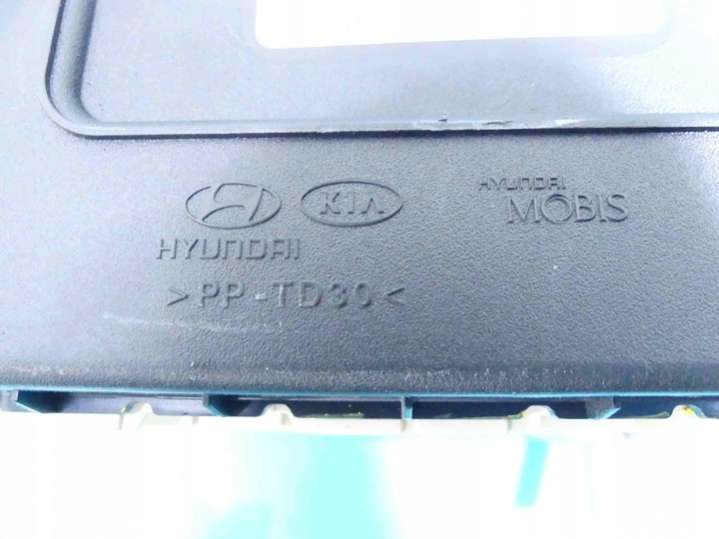 KIA
HYUNDAI
HYUNDAI
MOBIS
>PP-TD30<